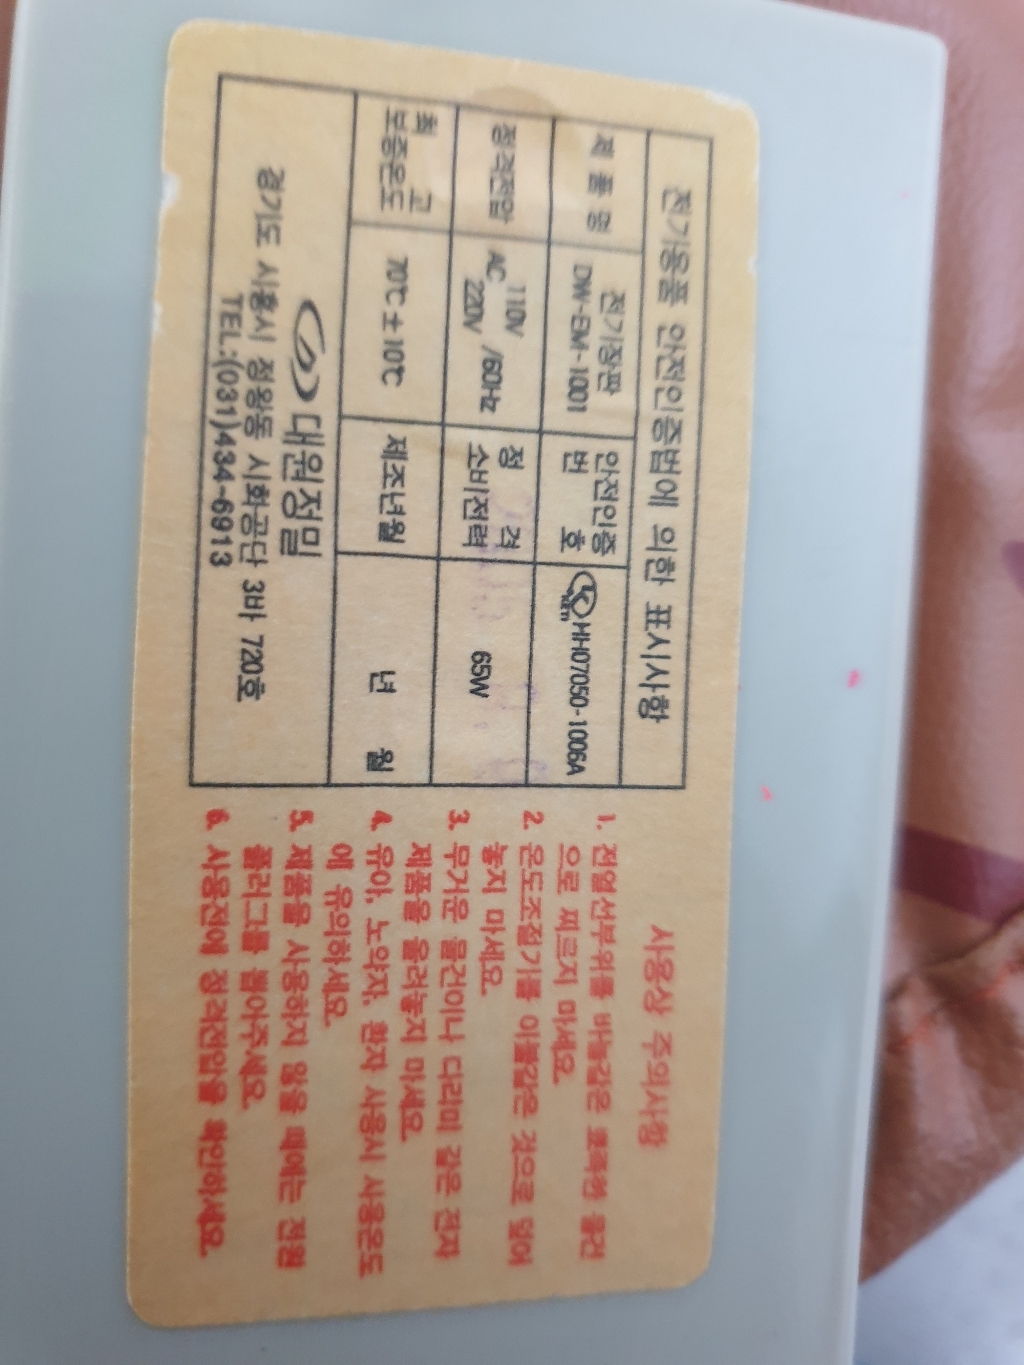 전기용품 안전인증법에 의한 표시사항
제 품 명
전기장판
DW-BM-1001
안전인증
번 호
HH07050-1006A
정격전압
AC 110V
220V /60Hz
정 격
소비전력
65W
최 고
보증온도
70℃±10℃
제조년월
년 월
대원정밀
경기도 시흥시 정왕동 시화공단 3바 720호
TEL:(031)434-6913
사용상 주의사항
1. 전열선부위를 바늘같은 뾰족한 물건
으로 찌르지 마세요.
2. 온도조절기를 이불같은 것으로 덮어
놓지 마세요.
3. 무거운 물건이나 다리미 같은 전자
제품을 올려놓지 마세요.
4. 유아, 노약자, 환자 사용시 사용온도
에 유의하세요.
5. 제품을 사용하지 않을 때에는 전원
플러그를 뽑아주세요.
6. 사용전에 정격전압을 확인하세요.